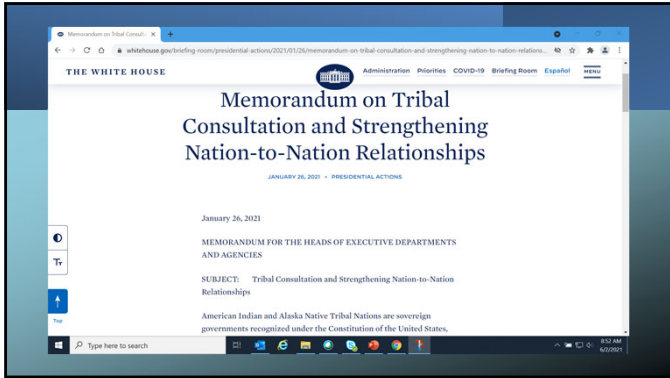 Memorandum on Tribal Consult
whitehouse.gov/briefing-room/presidential-actions/2021/01/26/memorandum-on-tribal-consultation-and-strengthening-nation-to-nation-relations...
THE WHITE HOUSE
Administration Priorities COVID-19 Briefing Room Español MENU
Memorandum on Tribal
Consultation and Strengthening
Nation-to-Nation Relationships
JANUARY 26, 2021 • PRESIDENTIAL ACTIONS
January 26, 2021
MEMORANDUM FOR THE HEADS OF EXECUTIVE DEPARTMENTS
AND AGENCIES
SUBJECT: Tribal Consultation and Strengthening Nation-to-Nation
Relationships
American Indian and Alaska Native Tribal Nations are sovereign
governments recognized under the Constitution of the United States,
TT
Top
Type here to search
8:52 AM
6/2/2021